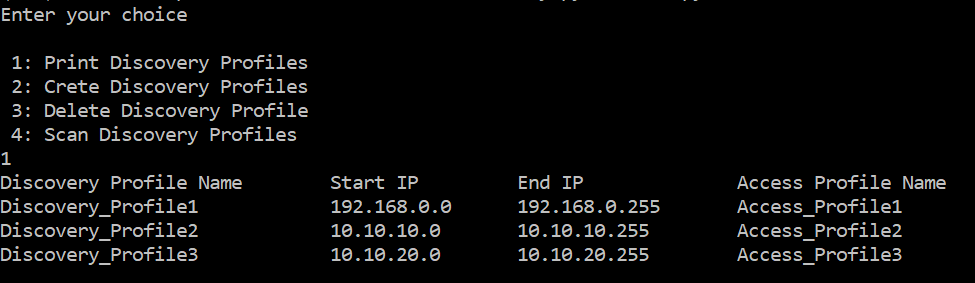 Enter your choice
1: Print Discovery Profiles
2: Crete Discovery Profiles
3: Delete Discovery Profile
4: Scan Discovery Profiles
1
Discovery Profile Name Start IP End IP Access Profile Name
Discovery_Profile1 192.168.0.0 192.168.0.255 Access_Profile1
Discovery_Profile2 10.10.10.0 10.10.10.255 Access_Profile2
Discovery_Profile3 10.10.20.0 10.10.20.255 Access_Profile3